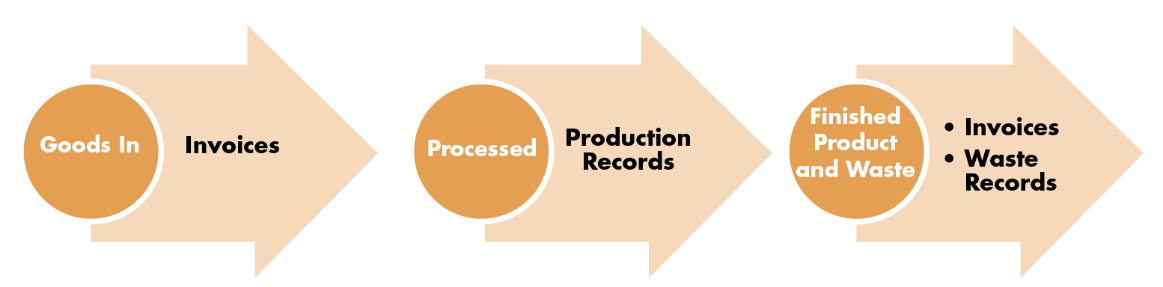 Goods In
Invoices
Processed
Production
Records
Finished
Product
and Waste
• Invoices
• Waste
Records